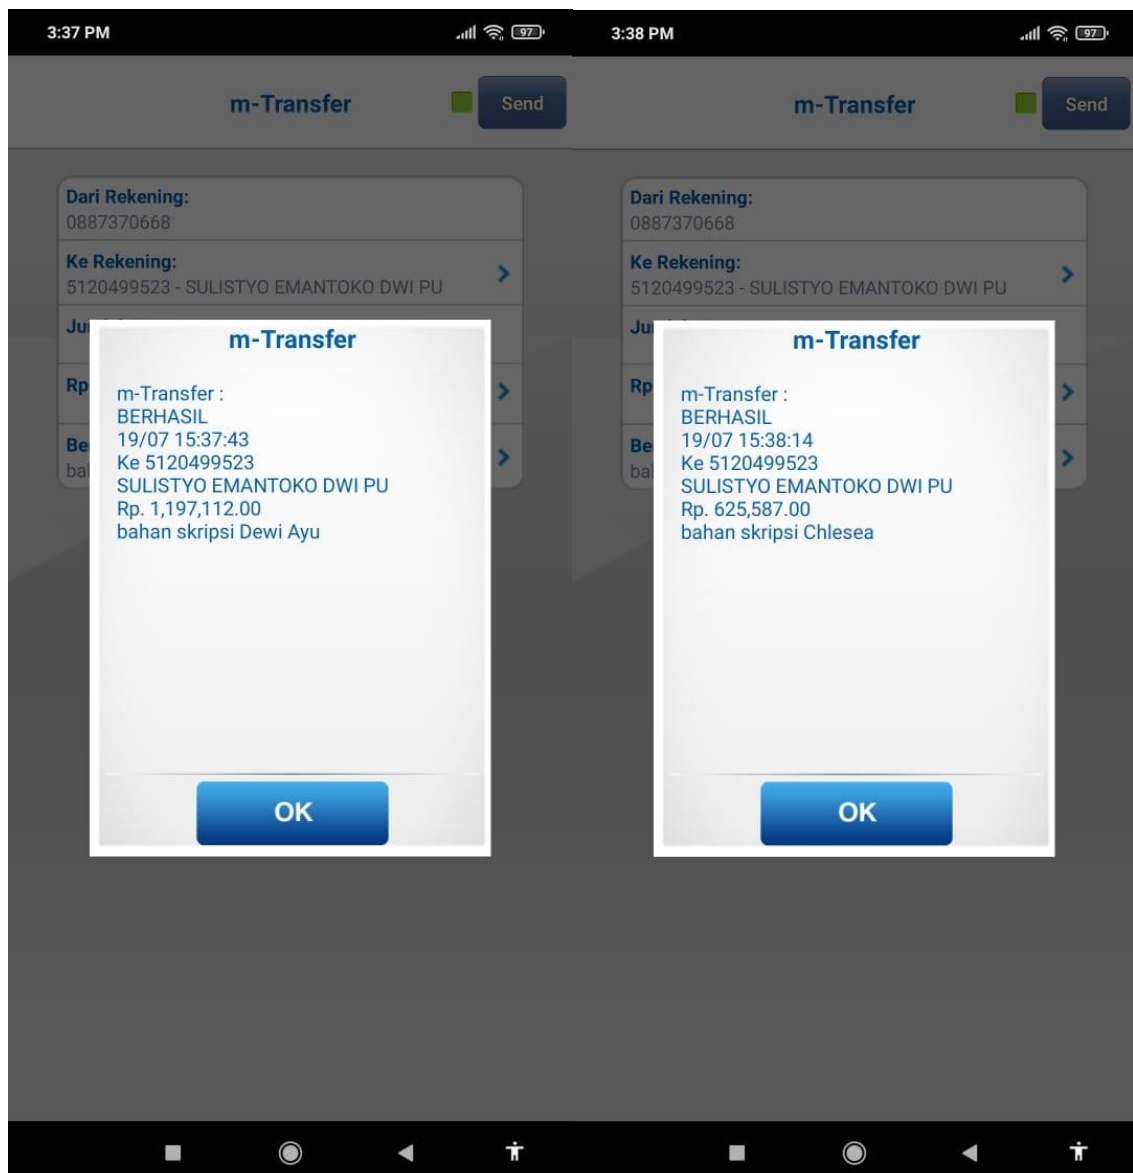 3:37 PM
97
m-Transfer
Send
Dari Rekening:
0887370668
Ke Rekening:
5120499523 - SULISTYO EMANTOKO DWI PU
Rp
m-Transfer
m-Transfer :
BERHASIL
19/07 15:37:43
Ke 5120499523
SULISTYO EMANTOKO DWI PU
Rp. 1,197,112.00
bahan skripsi Dewi Ayu
OK
3:38 PM
97
m-Transfer
Send
Dari Rekening:
0887370668
Ke Rekening:
5120499523 - SULISTYO EMANTOKO DWI PU
Rp
m-Transfer
m-Transfer :
BERHASIL
19/07 15:38:14
Ke 5120499523
SULISTYO EMANTOKO DWI PU
Rp. 625,587.00
bahan skripsi Chlesea
OK